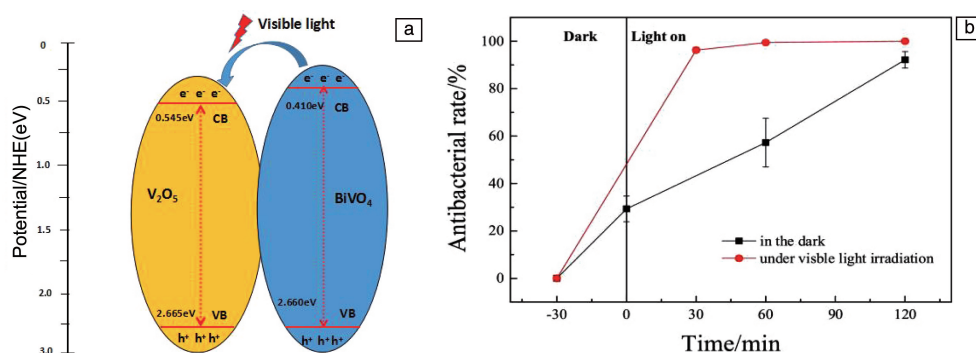 Visible light
a
Potential/NHE(eV)
0
0.5
1.0
1.5
2.0
2.5
3.0
e⁻ e⁻ e⁻
0.545eV
CB
V₂O₅
2.665eV
VB
h⁺ h⁺ h⁺
e⁻ e⁻ e⁻
0.410eV
CB
BiVO₄
2.660eV
VB
h⁺ h⁺ h⁺
b
Dark
Light on
Antibacterial rate/%
100
80
60
40
20
0
in the dark
under visble light irradiation
-30
0
30
60
90
120
Time/min